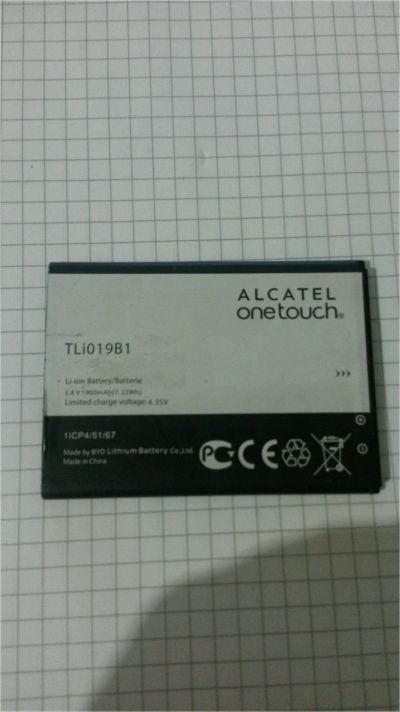 ALCATEL
onetouch
TLi019B1
Li-ion Battery/Batterie
3.8 V 1900mAh(7.22Wh)
Limited charge voltage: 4.35V
1ICP4/51/67
Made by BYD Lithium Battery Co.,Ltd.
Made in China